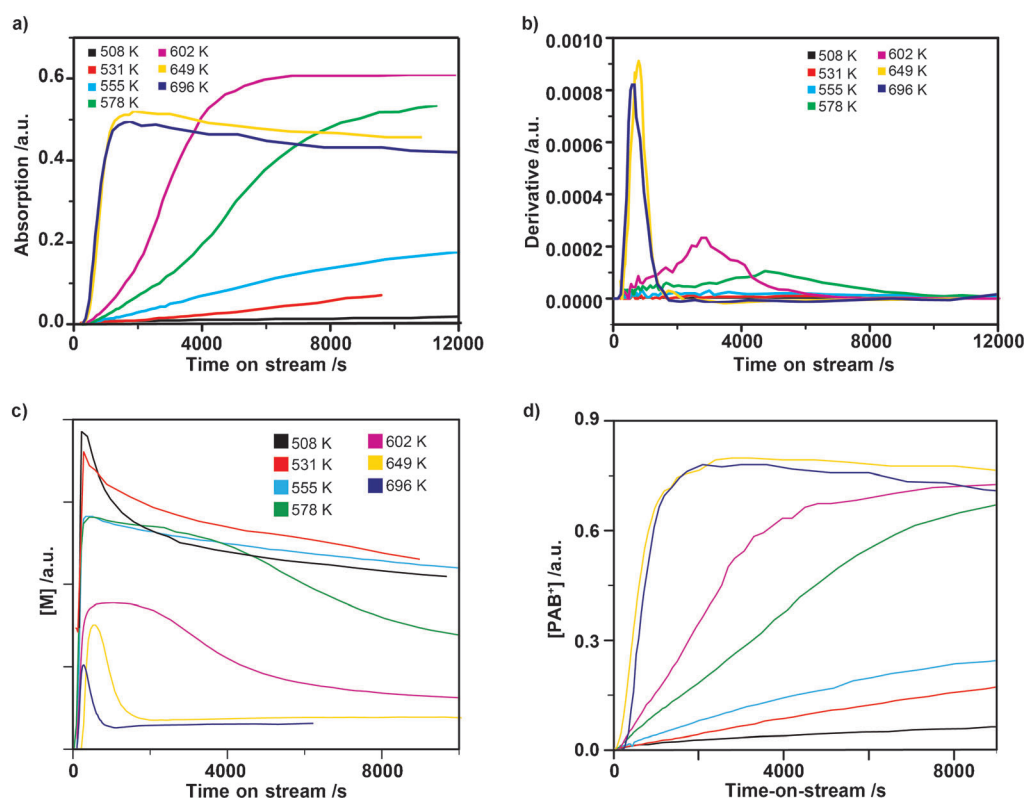 a)
508 K 602 K
531 K 649 K
555 K 696 K
578 K
0.6
0.4
0.2
0.0
Absorption /a.u.
0 4000 8000 12000
Time on stream /s
b)
508 K 602 K
531 K 649 K
555 K 696 K
578 K
0.0010
0.0008
0.0006
0.0004
0.0002
0.0000
Derivative /a.u.
0 4000 8000 12000
Time on stream /s
c)
508 K 602 K
531 K 649 K
555 K 696 K
578 K
[M] /a.u.
0 4000 8000
Time on stream /s
d)
0.9
0.6
0.3
0.0
[PAB⁺] /a.u.
0 4000 8000
Time-on-stream /s